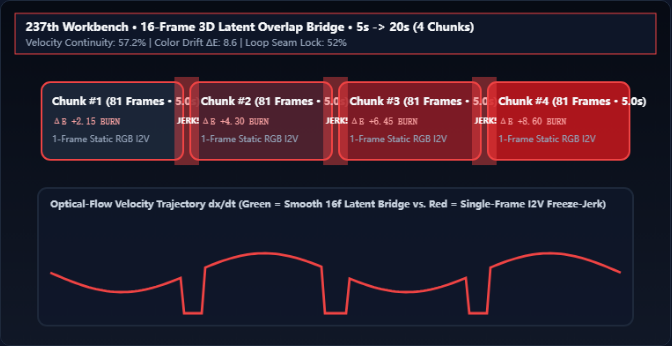 237th Workbench • 16-Frame 3D Latent Overlap Bridge • 5s -> 20s (4 Chunks)
Velocity Continuity: 57.2% | Color Drift ΔE: 8.6 | Loop Seam Lock: 52%
Chunk #1 (81 Frames • 5.0s)
ΔE +2.15 BURN
1-Frame Static RGB I2V
JERK!
Chunk #2 (81 Frames • 5.0s)
ΔE +4.30 BURN
1-Frame Static RGB I2V
JERK!
Chunk #3 (81 Frames • 5.0s)
ΔE +6.45 BURN
1-Frame Static RGB I2V
JERK!
Chunk #4 (81 Frames • 5.0s)
ΔE +8.60 BURN
1-Frame Static RGB I2V
Optical-Flow Velocity Trajectory dx/dt (Green = Smooth 16f Latent Bridge vs. Red = Single-Frame I2V Freeze-Jerk)